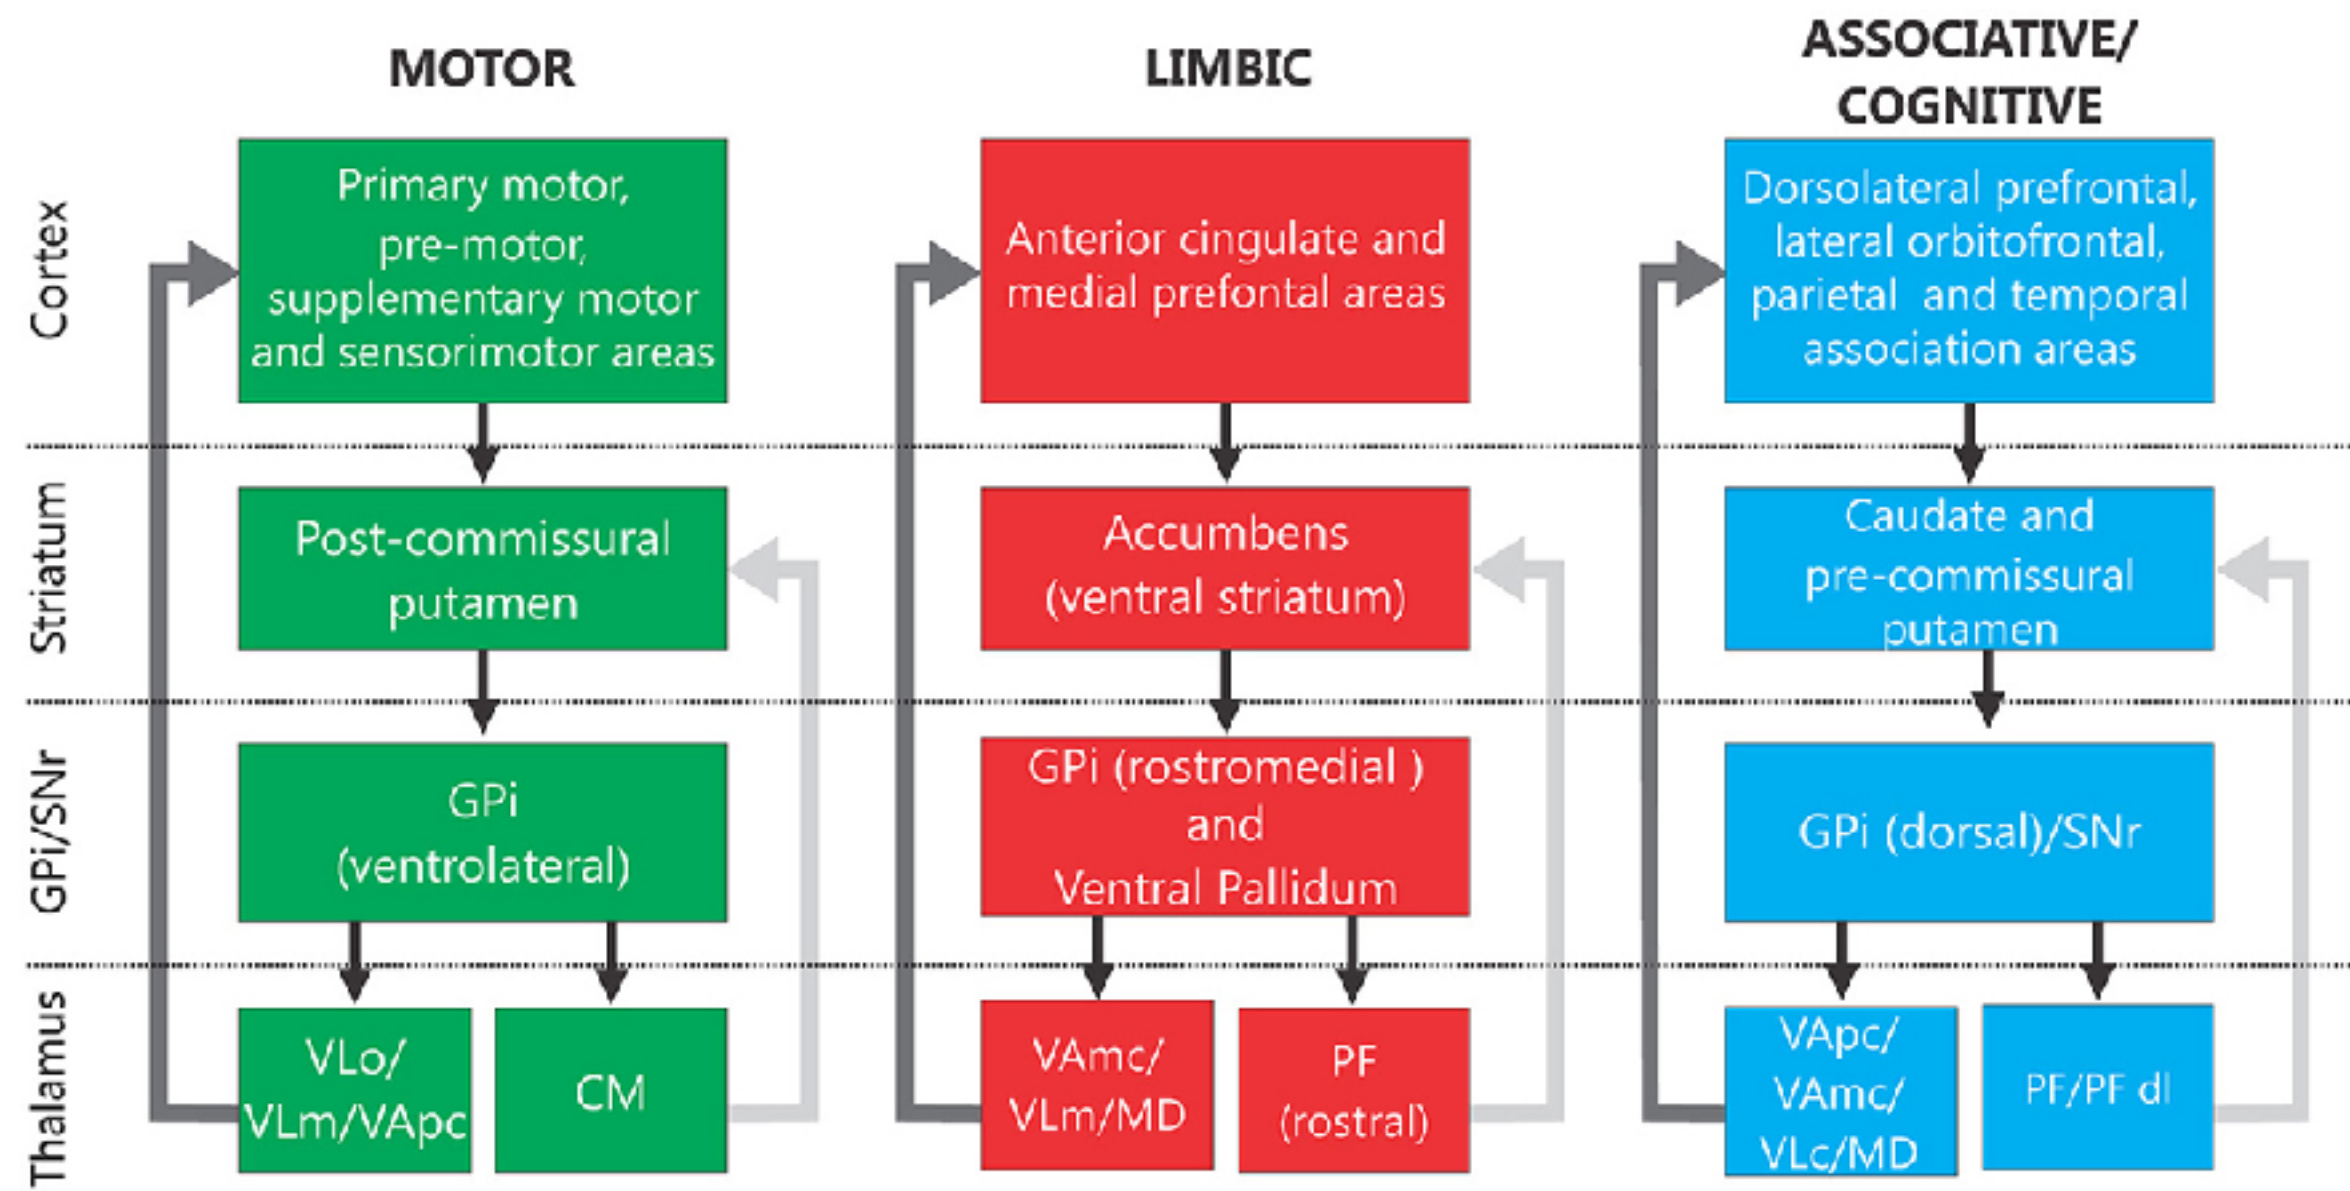 MOTOR
LIMBIC
ASSOCIATIVE/
COGNITIVE
Cortex
Primary motor,
pre-motor,
supplementary motor
and sensorimotor areas
Anterior cingulate and
medial prefontal areas
Dorsolateral prefrontal,
lateral orbitofrontal,
parietal and temporal
association areas
Striatum
Post-commissural
putamen
Accumbens
(ventral striatum)
Caudate and
pre-commissural
putamen
GPi/SNr
GPi
(ventrolateral)
GPi (rostromedial )
and
Ventral Pallidum
GPi (dorsal)/SNr
Thalamus
VLo/
VLm/VApc
CM
VAmc/
VLm/MD
PF
(rostral)
VApc/
VAmc/
VLc/MD
PF/PF dl